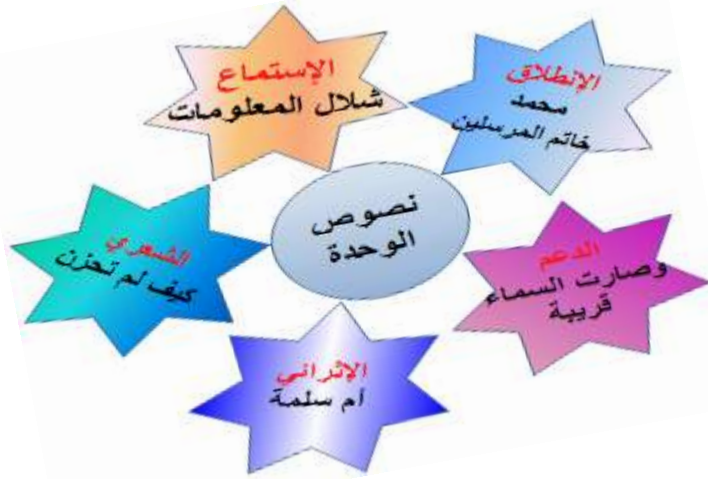 الإنطلاق
محمد
خاتم المرسلين
الإستماع
شلال المعلومات
نصوص
الوحدة
الدعم
وصارت السماء
قريبة
الشعري
كيف لم تحزن
الإثرائي
أم سلمة